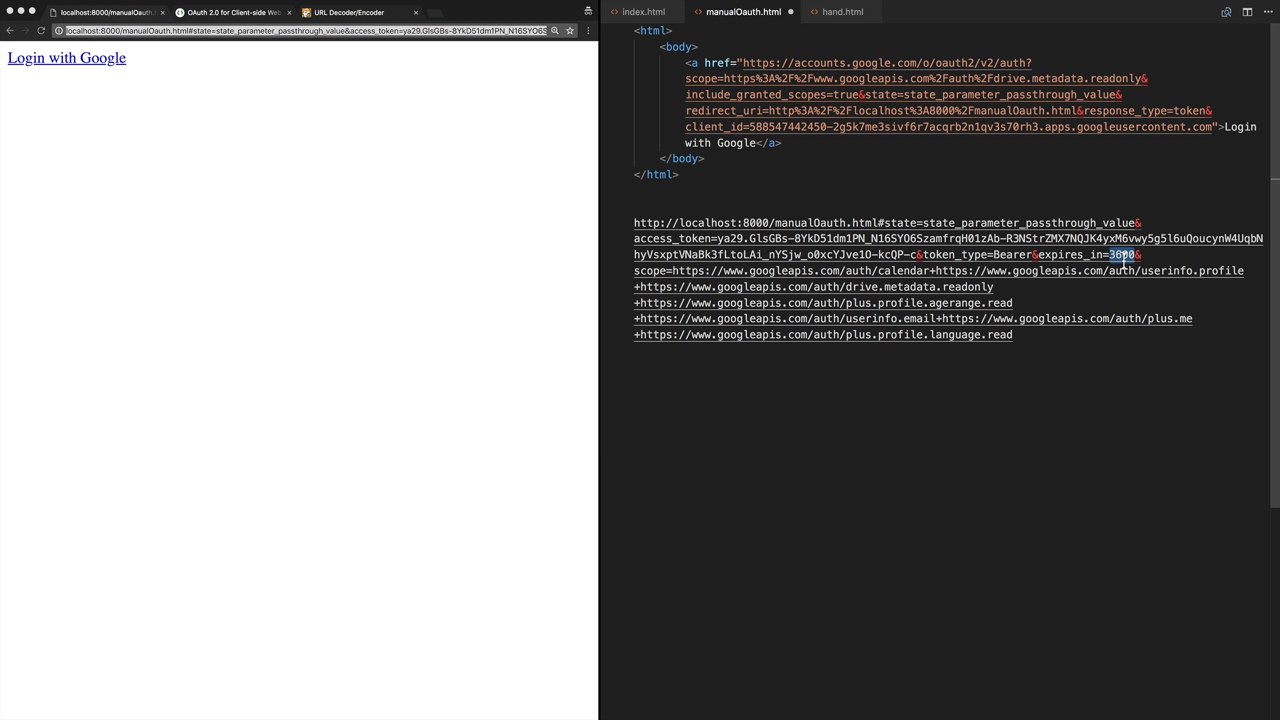 localhost:8000/manualOauth.h
OAuth 2.0 for Client-side Web
URL Decoder/Encoder
localhost:8000/manualOauth.html#state=state_parameter_passthrough_value&access_token=ya29.GlsGBs-8YkD51dm1PN_N16SYO6S
Login with Google
index.html
manualOauth.html
hand.html
<html>
<body>
<a href="https://accounts.google.com/o/oauth2/v2/auth?
scope=https%3A%2F%2Fwww.googleapis.com%2Fauth%2Fdrive.metadata.readonly&
include_granted_scopes=true&state=state_parameter_passthrough_value&
redirect_uri=http%3A%2F%2Flocalhost%3A8000%2FmanualOauth.html&response_type=token&
client_id=588547442450-2g5k7me3sivf6r7acqrb2n1qv3s70rh3.apps.googleusercontent.com">Login
with Google</a>
</body>
</html>
http://localhost:8000/manualOauth.html#state=state_parameter_passthrough_value&
access_token=ya29.GlsGBs-8YkD51dm1PN_N16SYO6SzamfrqH01zAb-R3NStrZMX7NQJK4yxM6vwy5g5l6uQoucynW4UqbN
hyVsxptVNaBk3fLtoLAi_nYSjw_o0xcYJve1O-kcQP-c&token_type=Bearer&expires_in=3600&
scope=https://www.googleapis.com/auth/calendar+https://www.googleapis.com/auth/userinfo.profile
+https://www.googleapis.com/auth/drive.metadata.readonly
+https://www.googleapis.com/auth/plus.profile.agerange.read
+https://www.googleapis.com/auth/userinfo.email+https://www.googleapis.com/auth/plus.me
+https://www.googleapis.com/auth/plus.profile.language.read